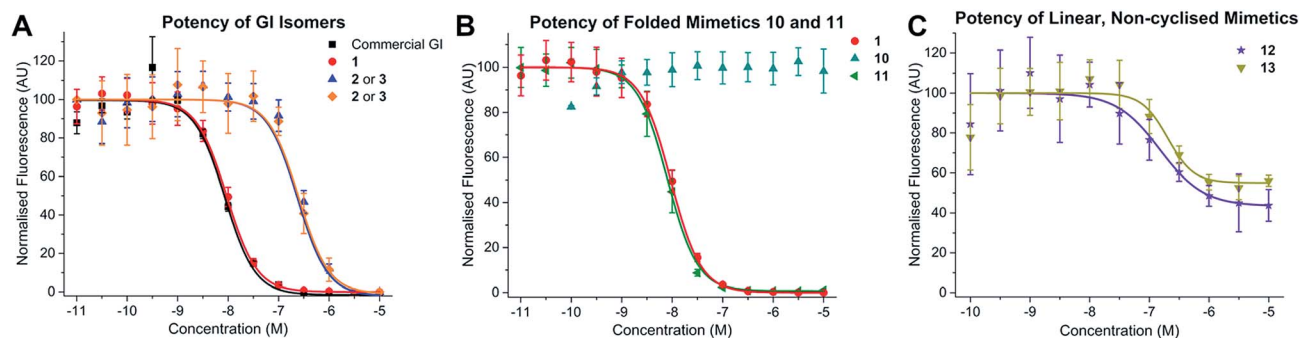 A
Potency of GI Isomers
Normalised Fluorescence (AU)
120
100
80
60
40
20
0
-11 -10 -9 -8 -7 -6 -5
Concentration (M)
Commercial GI
1
2 or 3
2 or 3
B
Potency of Folded Mimetics 10 and 11
Normalised Fluorescence (AU)
100
80
60
40
20
0
-11 -10 -9 -8 -7 -6 -5
Concentration (M)
1
10
11
C
Potency of Linear, Non-cyclised Mimetics
Normalised Fluorescence (AU)
120
100
80
60
40
20
0
-10 -9 -8 -7 -6 -5
Concentration (M)
12
13